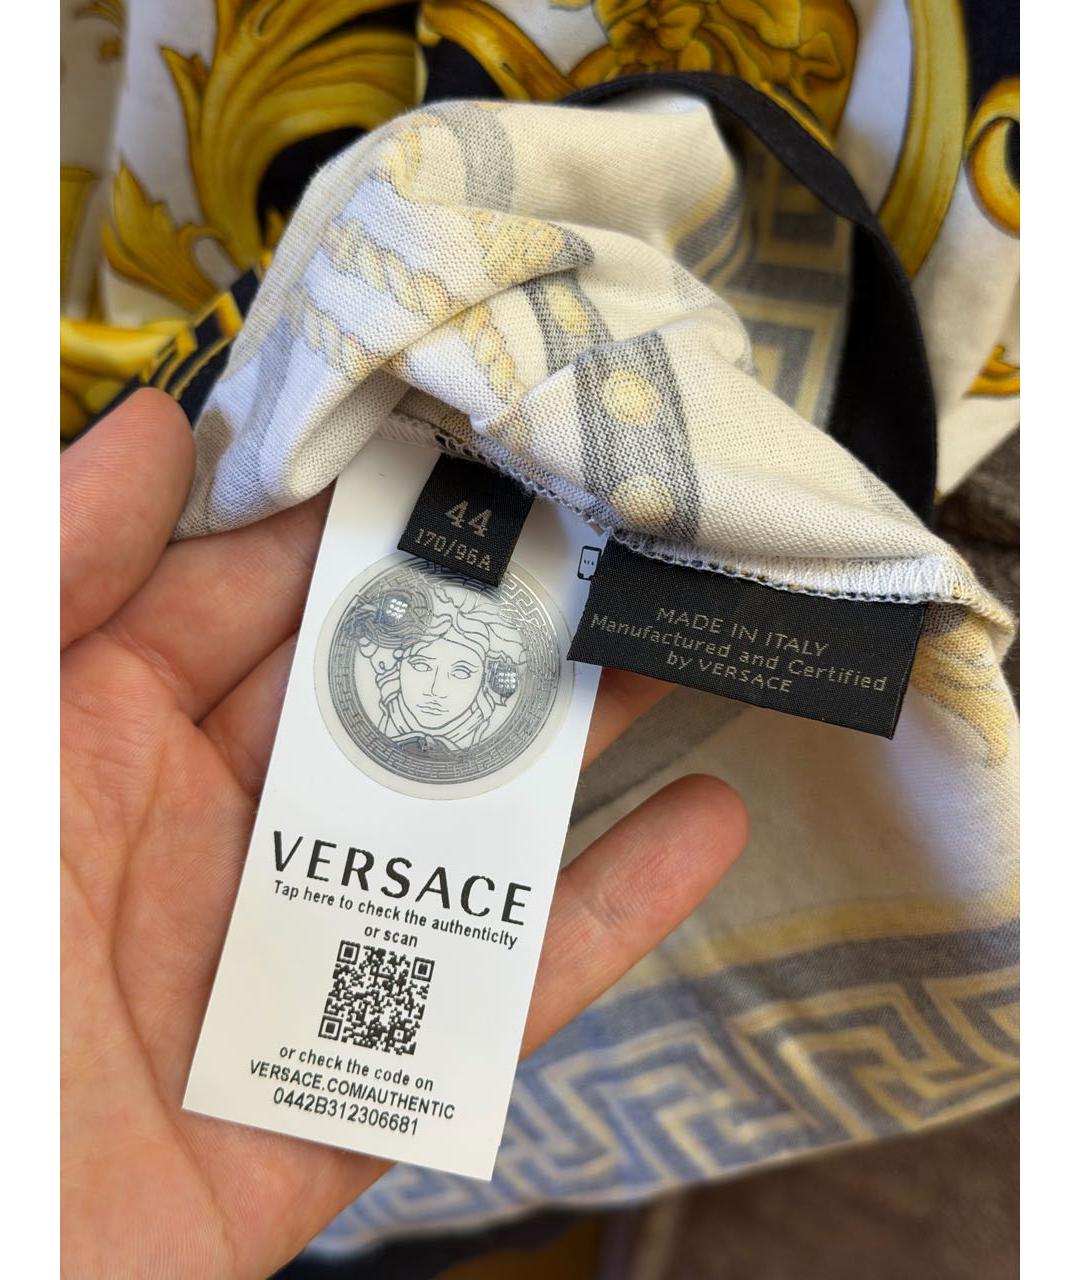 44
170/96A
MADE IN ITALY
Manufactured and Certified
by VERSACE
VERSACE
Tap here to check the authenticity
or scan
or check the code on
VERSACE.COM/AUTHENTIC
0442B312306681